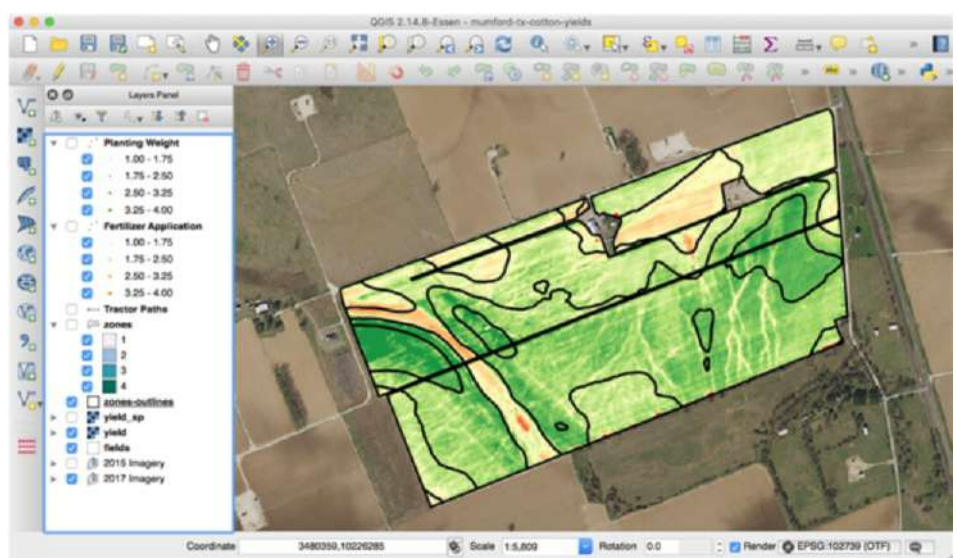 QGIS 2.14.8-Essen - mumford-tx-cotton-yields
Layers Panel
Planting Weight
1.00 - 1.75
1.75 - 2.50
2.50 - 3.25
3.25 - 4.00
Fertilizer Application
1.00 - 1.75
1.75 - 2.50
2.50 - 3.25
3.25 - 4.00
Tractor Paths
zones
1
2
3
4
zones-outlines
yield_sp
yield
fields
2015 Imagery
2017 Imagery
Coordinate 3480359,10226285 Scale 1:5,809 Rotation 0.0 Render EPSG:102739 (OTF)